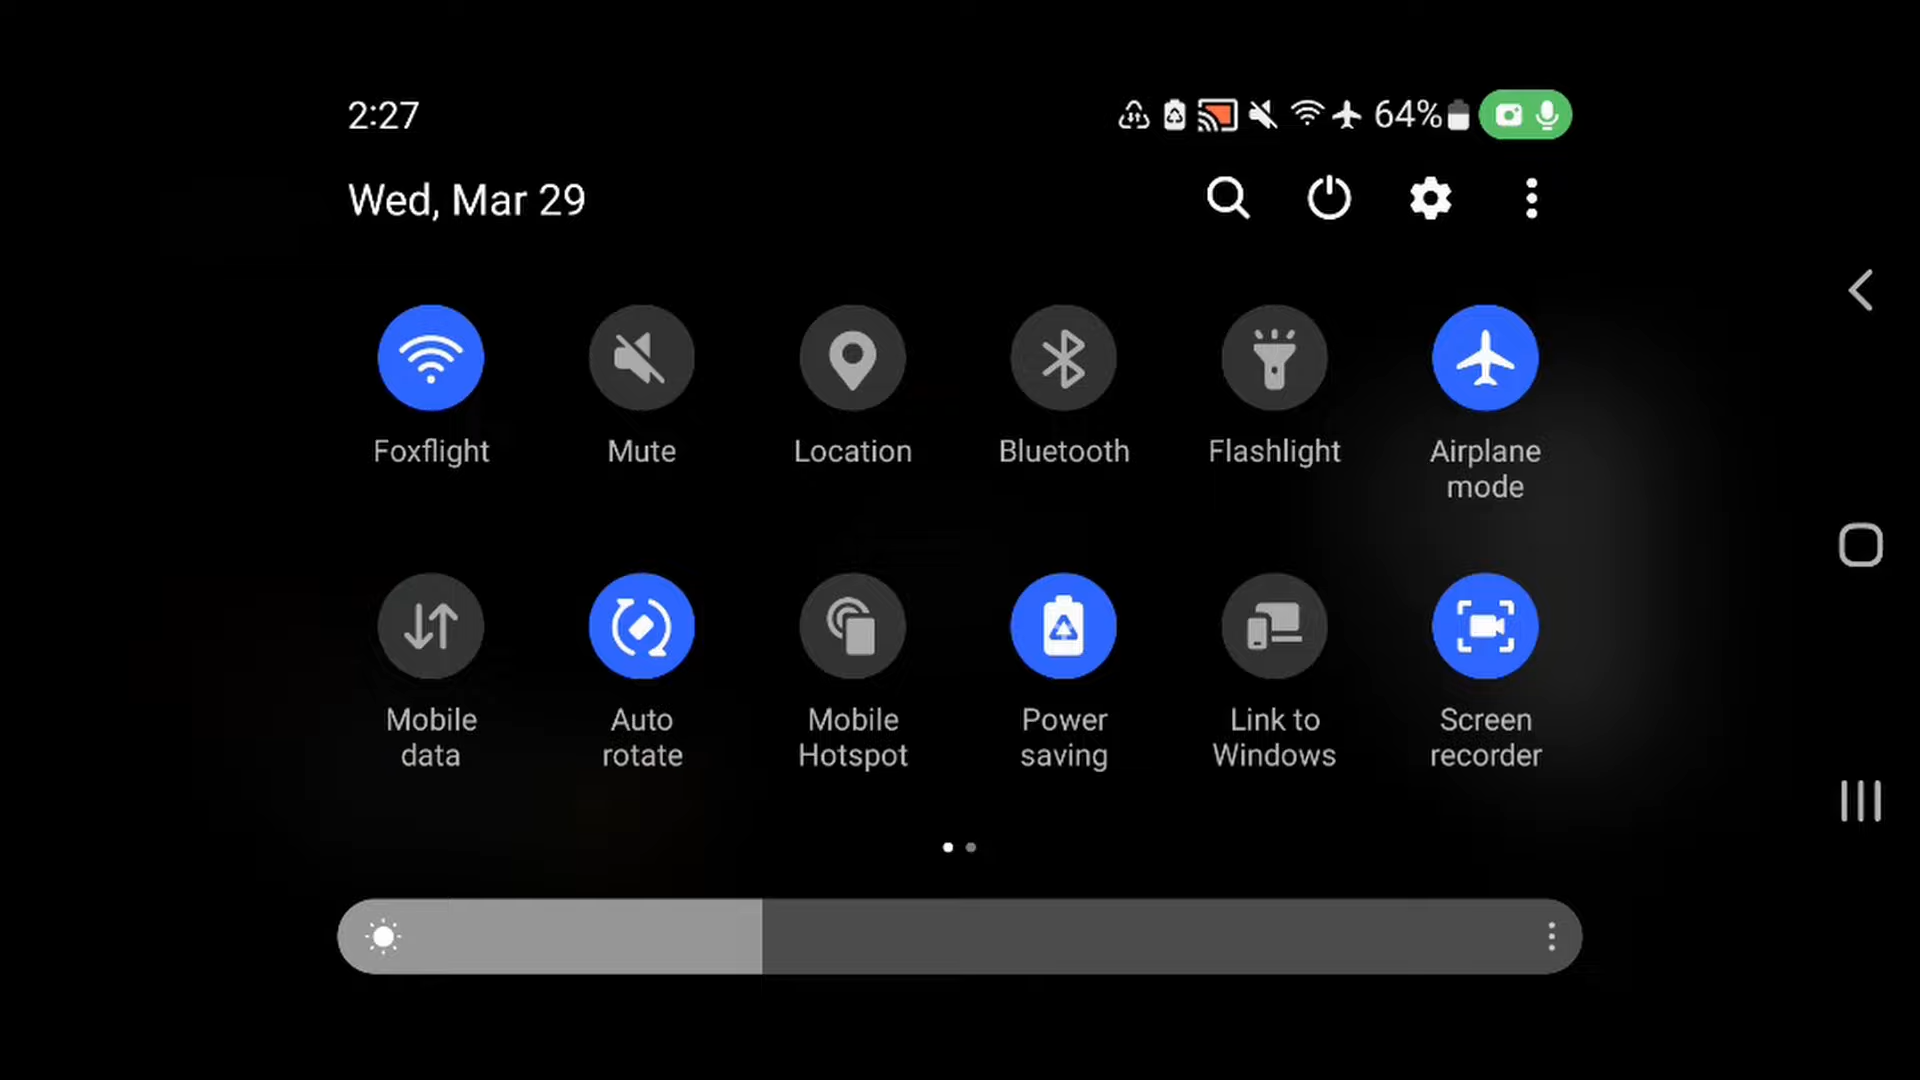 2:27
64%
Wed, Mar 29
Foxflight
Mute
Location
Bluetooth
Flashlight
Airplane
mode
Mobile
data
Auto
rotate
Mobile
Hotspot
Power
saving
Link to
Windows
Screen
recorder